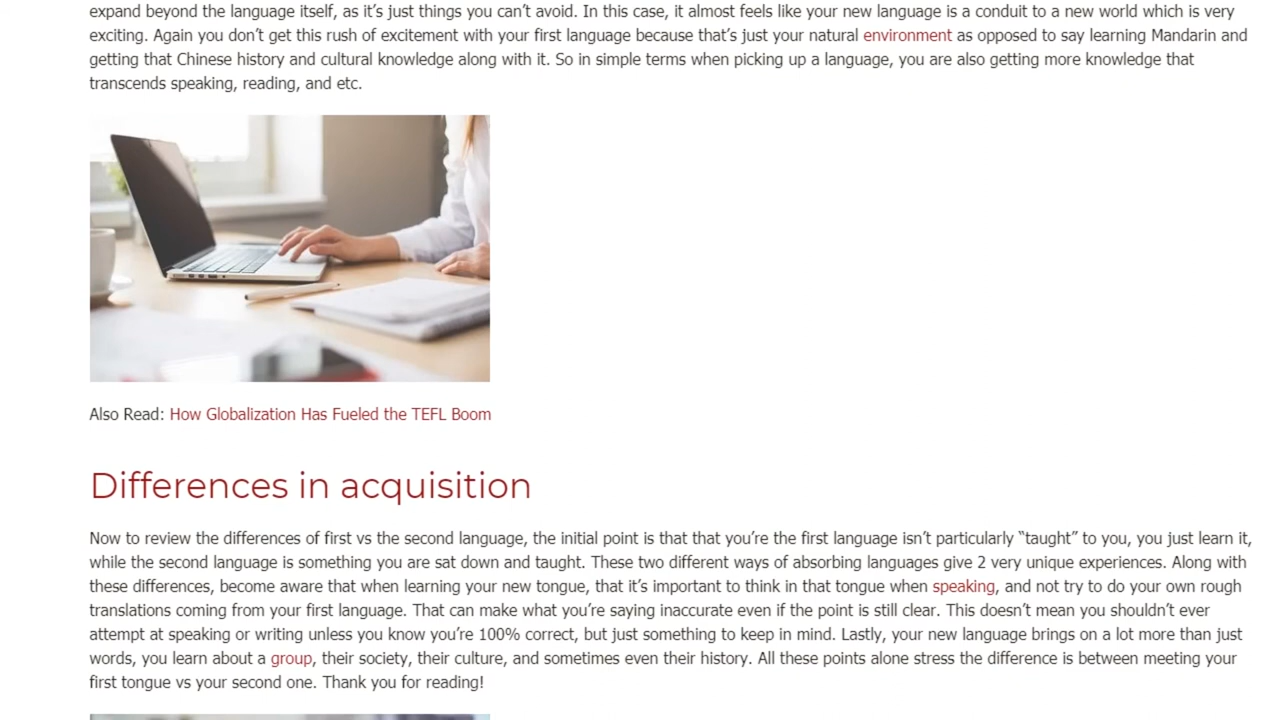 expand beyond the language itself, as it’s just things you can’t avoid. In this case, it almost feels like your new language is a conduit to a new world which is very
exciting. Again you don’t get this rush of excitement with your first language because that’s just your natural environment as opposed to say learning Mandarin and
getting that Chinese history and cultural knowledge along with it. So in simple terms when picking up a language, you are also getting more knowledge that
transcends speaking, reading, and etc.
Also Read: How Globalization Has Fueled the TEFL Boom
Differences in acquisition
Now to review the differences of first vs the second language, the initial point is that that you’re the first language isn’t particularly “taught” to you, you just learn it,
while the second language is something you are sat down and taught. These two different ways of absorbing languages give 2 very unique experiences. Along with
these differences, become aware that when learning your new tongue, that it’s important to think in that tongue when speaking, and not try to do your own rough
translations coming from your first language. That can make what you’re saying inaccurate even if the point is still clear. This doesn’t mean you shouldn’t ever
attempt at speaking or writing unless you know you’re 100% correct, but just something to keep in mind. Lastly, your new language brings on a lot more than just
words, you learn about a group, their society, their culture, and sometimes even their history. All these points alone stress the difference is between meeting your
first tongue vs your second one. Thank you for reading!